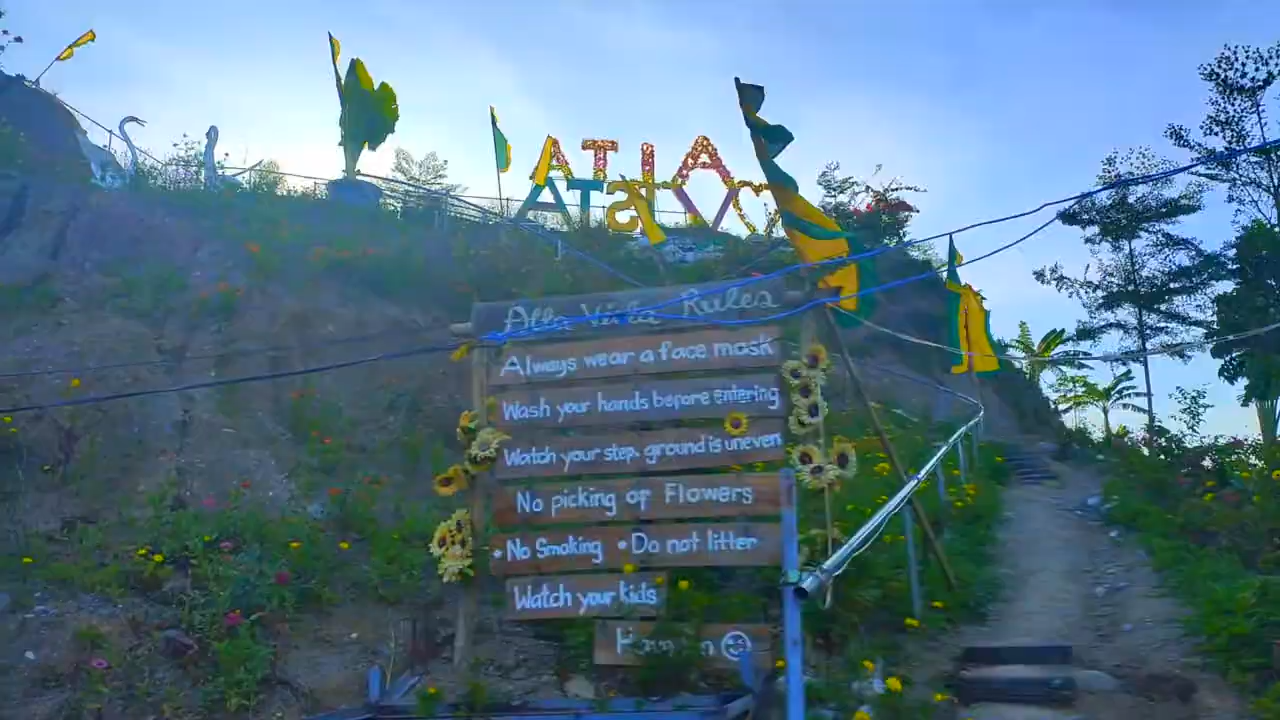 ATIA
Alta Vista Rules
Always wear a face mask
Wash your hands before entering
Watch your step. ground is uneven
No picking of Flowers
• No Smoking • Do not litter
Watch your kids